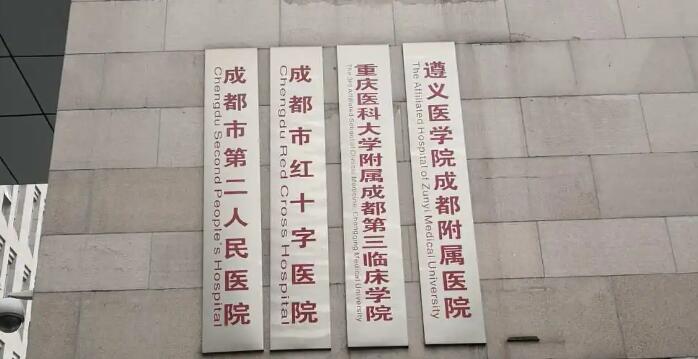 成都市第二人民医院
Chengdu Second People's Hospital
成都市红十字医院
Chengdu Red Cross Hospital
重庆医科大学附属成都第三临床学院
遵义医学院成都附属医院
The Affiliated Hospital of Zunyi Medical University